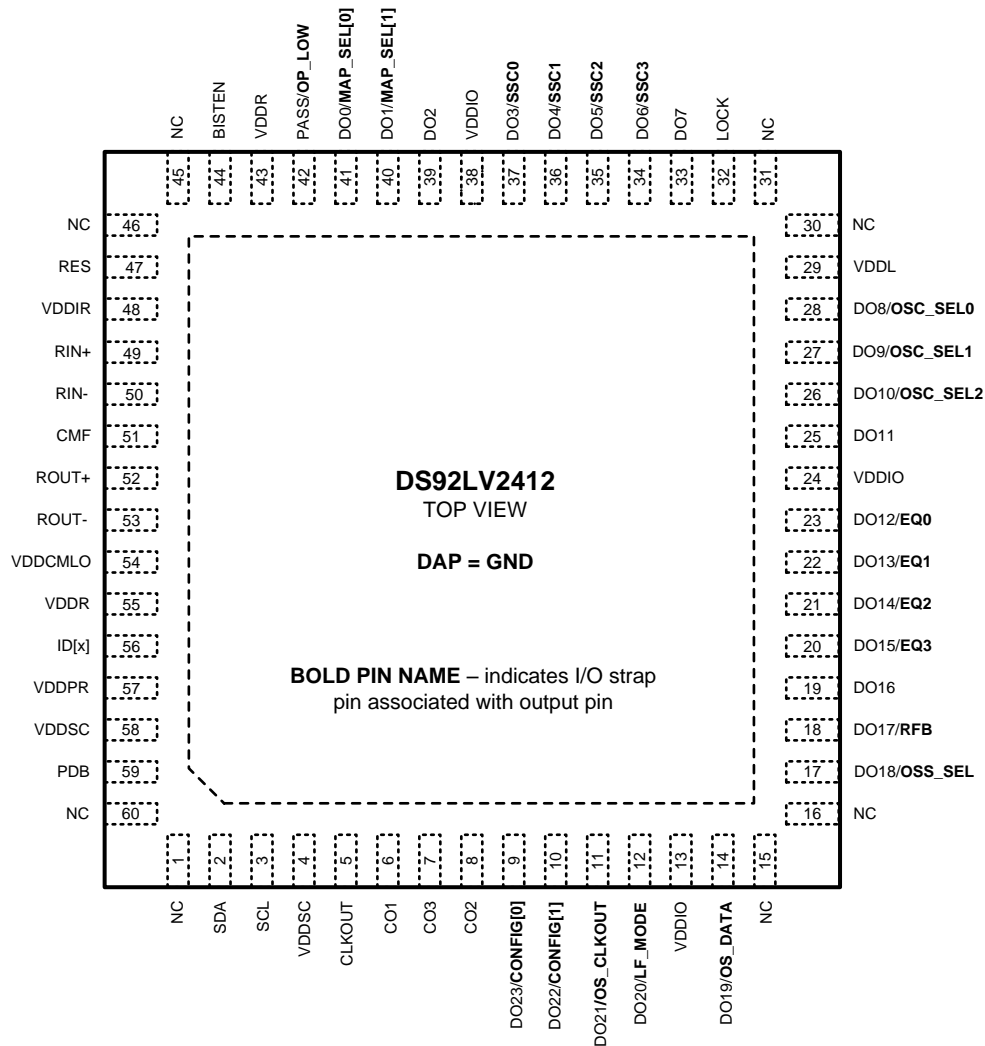 NC
BISTEN
VDDR
PASS/OP_LOW
DO0/MAP_SEL[0]
DO1/MAP_SEL[1]
DO2
VDDIO
DO3/SSC0
DO4/SSC1
DO5/SSC2
DO6/SSC3
DO7
LOCK
NC
45
44
43
42
41
40
39
38
37
36
35
34
33
32
31
NC 46
RES 47
VDDIR 48
RIN+ 49
RIN- 50
CMF 51
ROUT+ 52
ROUT- 53
VDDCMLO 54
VDDR 55
ID[x] 56
VDDPR 57
VDDSC 58
PDB 59
NC 60
DS92LV2412
TOP VIEW
DAP = GND
BOLD PIN NAME – indicates I/O strap
pin associated with output pin
30 NC
29 VDDL
28 DO8/OSC_SEL0
27 DO9/OSC_SEL1
26 DO10/OSC_SEL2
25 DO11
24 VDDIO
23 DO12/EQ0
22 DO13/EQ1
21 DO14/EQ2
20 DO15/EQ3
19 DO16
18 DO17/RFB
17 DO18/OSS_SEL
16 NC
1
2
3
4
5
6
7
8
9
10
11
12
13
14
15
NC
SDA
SCL
VDDSC
CLKOUT
CO1
CO3
CO2
DO23/CONFIG[0]
DO22/CONFIG[1]
DO21/OS_CLKOUT
DO20/LF_MODE
VDDIO
DO19/OS_DATA
NC